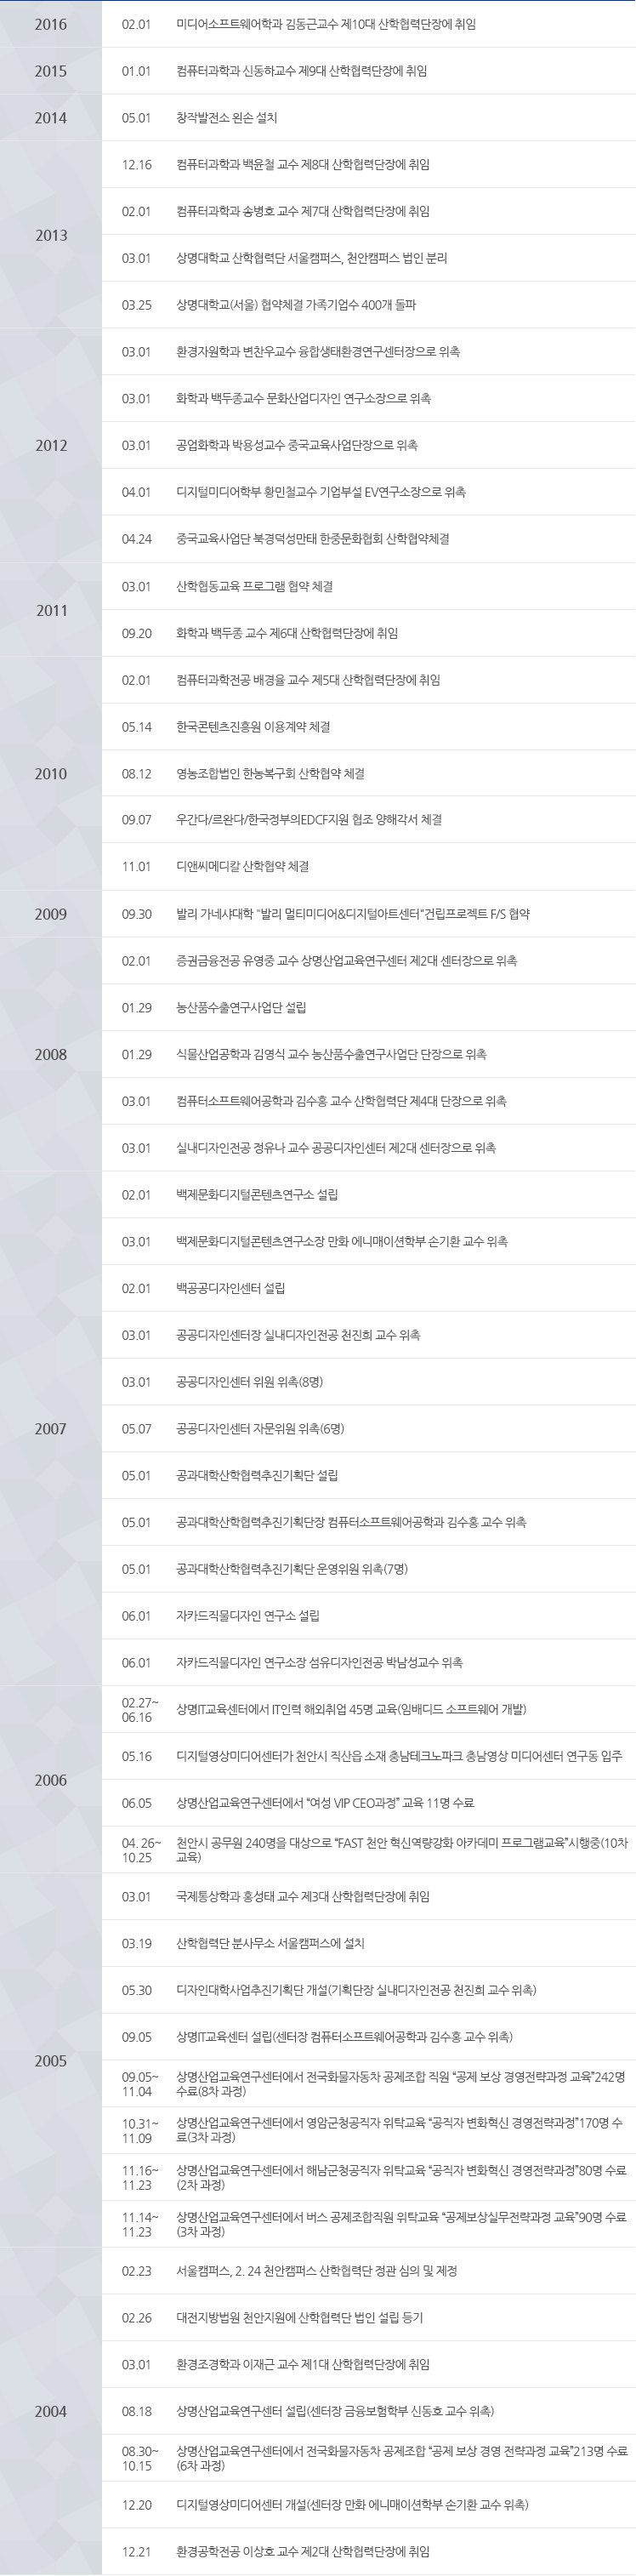 2016
02.01 미디어소프트웨어학과 김동근교수 제10대 산학협력단장에 취임
2015
01.01 컴퓨터과학과 신동하교수 제9대 산학협력단장에 취임
2014
05.01 창작발전소 왼손 설치
2013
12.16 컴퓨터과학과 백윤철 교수 제8대 산학협력단장에 취임
02.01 컴퓨터과학과 송병호 교수 제7대 산학협력단장에 취임
03.01 상명대학교 산학협력단 서울캠퍼스, 천안캠퍼스 법인 분리
03.25 상명대학교(서울) 협약체결 가족기업수 400개 돌파
2012
03.01 환경자원학과 변찬우교수 융합생태환경연구센터장으로 위촉
03.01 화학과 백두종교수 문화산업디자인 연구소장으로 위촉
03.01 공업화학과 박용성교수 중국교육사업단장으로 위촉
04.01 디지털미디어학부 황민철교수 기업부설 EV연구소장으로 위촉
04.24 중국교육사업단 북경덕성만태 한중문화협회 산학협약체결
2011
03.01 산학협동교육 프로그램 협약 체결
09.20 화학과 백두종 교수 제6대 산학협력단장에 취임
2010
02.01 컴퓨터과학전공 배경율 교수 제5대 산학협력단장에 취임
05.14 한국콘텐츠진흥원 이용계약 체결
08.12 영농조합법인 한농복구회 산학협약 체결
09.07 우간다/르완다/한국정부의EDCF지원 협조 양해각서 체결
11.01 디앤씨메디칼 산학협약 체결
2009
09.30 발리 가네샤대학 "발리 멀티미디어&디지털아트센터"건립프로젝트 F/S 협약
2008
02.01 증권금융전공 유영중 교수 상명산업교육연구센터 제2대 센터장으로 위촉
01.29 농산품수출연구사업단 설립
01.29 식물산업공학과 김영식 교수 농산품수출연구사업단 단장으로 위촉
03.01 컴퓨터소프트웨어공학과 김수홍 교수 산학협력단 제4대 단장으로 위촉
03.01 실내디자인전공 정유나 교수 공공디자인센터 제2대 센터장으로 위촉
2007
02.01 백제문화디지털콘텐츠연구소 설립
03.01 백제문화디지털콘텐츠연구소장 만화 에니매이션학부 손기환 교수 위촉
02.01 백공공디자인센터 설립
03.01 공공디자인센터장 실내디자인전공 천진희 교수 위촉
03.01 공공디자인센터 위원 위촉(8명)
05.07 공공디자인센터 자문위원 위촉(6명)
05.01 공과대학산학협력추진기획단 설립
05.01 공과대학산학협력추진기획단장 컴퓨터소프트웨어공학과 김수홍 교수 위촉
05.01 공과대학산학협력추진기획단 운영위원 위촉(7명)
06.01 자카드직물디자인 연구소 설립
06.01 자카드직물디자인 연구소장 섬유디자인전공 박남성교수 위촉
2006
02.27~
06.16 상명IT교육센터에서 IT인력 해외취업 45명 교육(임배디드 소프트웨어 개발)
05.16 디지털영상미디어센터가 천안시 직산읍 소재 충남테크노파크 충남영상 미디어센터 연구동 입주
06.05 상명산업교육연구센터에서 “여성 VIP CEO과정” 교육 11명 수료
04. 26~ 천안시 공무원 240명을 대상으로 “FAST 천안 혁신역량강화 아카데미 프로그램교육”시행중(10차
10.25 교육)
2005
03.01 국제통상학과 홍성태 교수 제3대 산학협력단장에 취임
03.19 산학협력단 분사무소 서울캠퍼스에 설치
05.30 디자인대학사업추진기획단 개설(기획단장 실내디자인전공 천진희 교수 위촉)
09.05 상명IT교육센터 설립(센터장 컴퓨터소프트웨어공학과 김수홍 교수 위촉)
09.05~ 상명산업교육연구센터에서 전국화물자동차 공제조합 직원 “공제 보상 경영전략과정 교육”242명
11.04 수료(8차 과정)
10.31~ 상명산업교육연구센터에서 영암군청공직자 위탁교육 “공직자 변화혁신 경영전략과정”170명 수
11.09 료(3차 과정)
11.16~ 상명산업교육연구센터에서 해남군청공직자 위탁교육 “공직자 변화혁신 경영전략과정”80명 수료
11.23 (2차 과정)
11.14~ 상명산업교육연구센터에서 버스 공제조합직원 위탁교육 “공제보상실무전략과정 교육”90명 수료
11.23 (3차 과정)
2004
02.23 서울캠퍼스, 2. 24 천안캠퍼스 산학협력단 정관 심의 및 제정
02.26 대전지방법원 천안지원에 산학협력단 법인 설립 등기
03.01 환경조경학과 이재근 교수 제1대 산학협력단장에 취임
08.18 상명산업교육연구센터 설립(센터장 금융보험학부 신동호 교수 위촉)
08.30~ 상명산업교육연구센터에서 전국화물자동차 공제조합 “공제 보상 경영 전략과정 교육”213명 수료
10.15 (6차 과정)
12.20 디지털영상미디어센터 개설(센터장 만화 에니매이션학부 손기환 교수 위촉)
12.21 환경공학전공 이상호 교수 제2대 산학협력단장에 취임